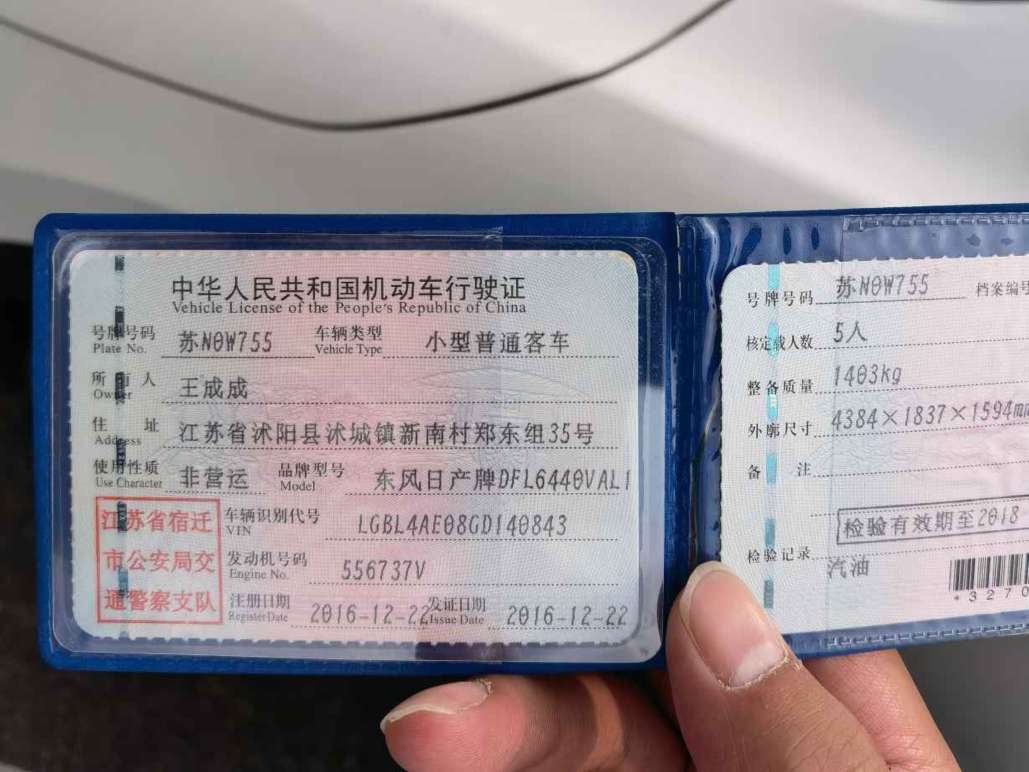 中华人民共和国机动车行驶证
Vehicle License of the People's Republic of China
号牌号码 苏N0W755 车辆类型 小型普通客车
Plate No. Vehicle Type
所有人 王成成
Owner
住址 江苏省沭阳县沭城镇新南村郑东组35号
Address
使用性质 非营运 品牌型号 东风日产牌DFL6440VAL1
Use Character Model
江苏省宿迁
市公安局交
通警察支队
车辆识别代号 LGBL4AE08GD140843
VIN
发动机号码 556737V
Engine No.
注册日期 2016-12-22 发证日期 2016-12-22
Register Date Issue Date
号牌号码 苏N0W755 档案编号
核定载人数 5人
整备质量 1403kg
外廓尺寸 4384×1837×1594mm
备注
检验有效期至2018
检验记录
汽油
*3270